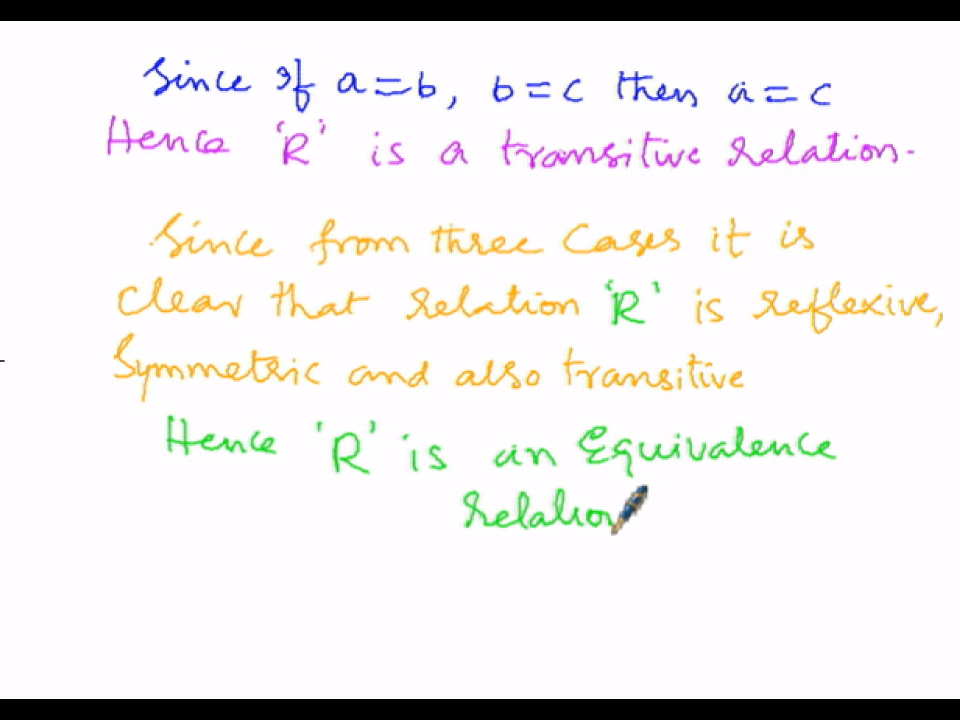 Since If a=b, b=c then a=c
Hence 'R' is a transitive relation.
Since from three Cases it is
Clear that relation 'R' is reflexive,
Symmetric and also transitive
Hence 'R' is an Equivalence
relation